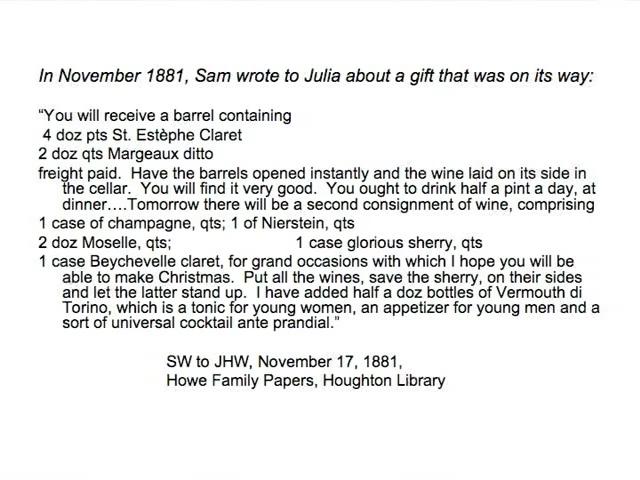 In November 1881, Sam wrote to Julia about a gift that was on its way:
“You will receive a barrel containing
4 doz pts St. Estèphe Claret
2 doz qts Margeaux ditto
freight paid.  Have the barrels opened instantly and the wine laid on its side in
the cellar.  You will find it very good.  You ought to drink half a pint a day, at
dinner….Tomorrow there will be a second consignment of wine, comprising
1 case of champagne, qts; 1 of Nierstein, qts
2 doz Moselle, qts; 1 case glorious sherry, qts
1 case Beychevelle claret, for grand occasions with which I hope you will be
able to make Christmas.  Put all the wines, save the sherry, on their sides
and let the latter stand up.  I have added half a doz bottles of Vermouth di
Torino, which is a tonic for young women, an appetizer for young men and a
sort of universal cocktail ante prandial.”
SW to JHW, November 17, 1881,
Howe Family Papers, Houghton Library